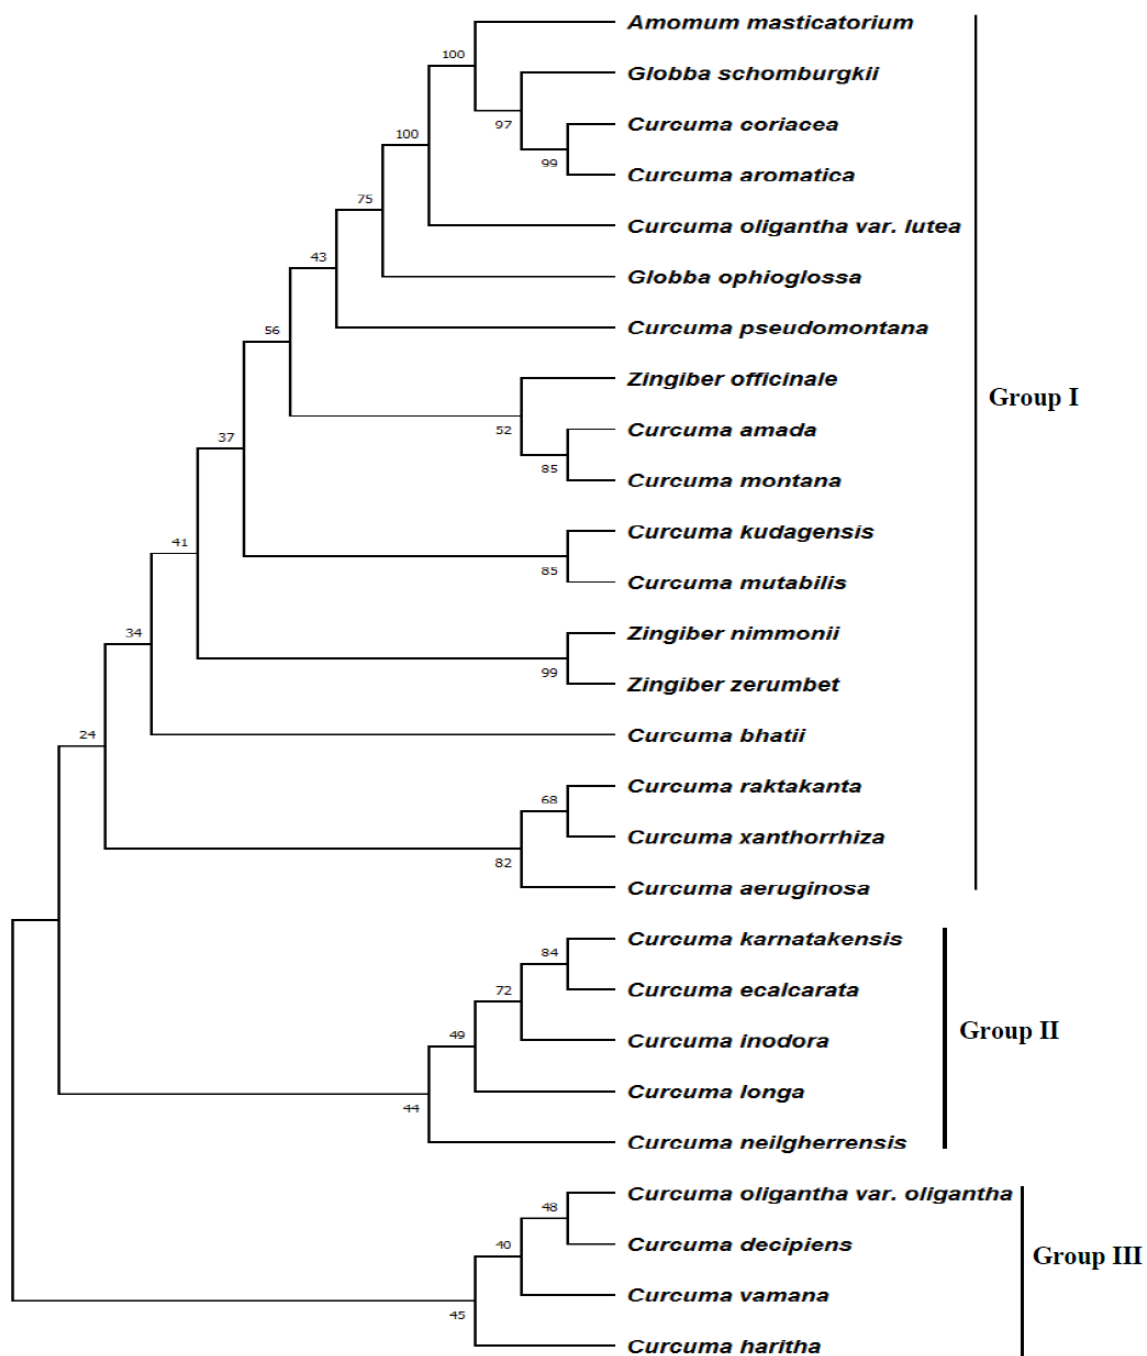 Amomum masticatorium
100
Globba schomburgkii
97
Curcuma coriacea
100
99
Curcuma aromatica
75
Curcuma oligantha var. lutea
43
Globba ophioglossa
56
Curcuma pseudomontana
Zingiber officinale
Group I
37
52
Curcuma amada
85
Curcuma montana
41
Curcuma kudagensis
85
Curcuma mutabilis
34
Zingiber nimmonii
99
Zingiber zerumbet
24
Curcuma bhatii
Curcuma raktakanta
68
Curcuma xanthorrhiza
82
Curcuma aeruginosa
Curcuma karnatakensis
84
Curcuma ecalcarata
72
Group II
49
Curcuma inodora
Curcuma longa
44
Curcuma neilgherrensis
Curcuma oligantha var. oligantha
48
Curcuma decipiens
40
Group III
Curcuma vamana
45
Curcuma haritha